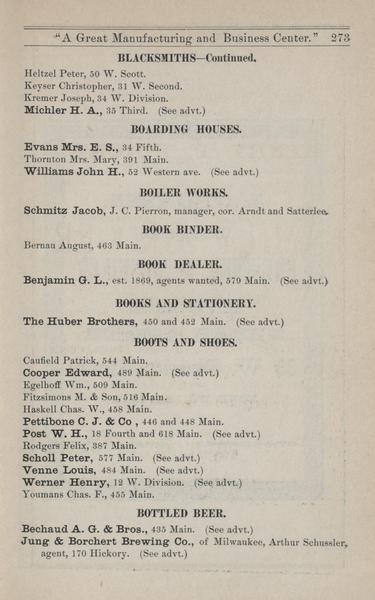 "A Great Manufacturing and Business Center." 273
BLACKSMITHS—Continued.
Heltzel Peter, 50 W. Scott.
Keyser Christopher, 31 W. Second.
Kremer Joseph, 34 W. Division.
Michler H. A., 35 Third. (See advt.)
BOARDING HOUSES.
Evans Mrs. E. S., 34 Fifth.
Thornton Mrs. Mary, 391 Main.
Williams John H., 52 Western ave. (See advt.)
BOILER WORKS.
Schmitz Jacob, J. C. Pierron, manager, cor. Arndt and Satterlee.
BOOK BINDER.
Bernau August, 463 Main.
BOOK DEALER.
Benjamin G. L., est. 1869, agents wanted, 579 Main. (See advt.)
BOOKS AND STATIONERY.
The Huber Brothers, 450 and 452 Main. (See advt.)
BOOTS AND SHOES.
Caufield Patrick, 544 Main.
Cooper Edward, 489 Main. (See advt.)
Egelhoff Wm., 509 Main.
Fitzsimons M. & Son, 516 Main.
Haskell Chas. W., 458 Main.
Pettibone C. J. & Co , 446 and 448 Main.
Post W. H., 18 Fourth and 618 Main. (See advt.)
Rodgers Felix, 387 Main.
Scholl Peter, 577 Main. (See advt.)
Venne Louis, 484 Main. (See advt.)
Werner Henry, 12 W. Division. (See advt.)
Youmans Chas. F., 455 Main.
BOTTLED BEER.
Bechaud A. G. & Bros., 435 Main. (See advt.)
Jung & Borchert Brewing Co., of Milwaukee, Arthur Schussler,
agent, 170 Hickory. (See advt.)